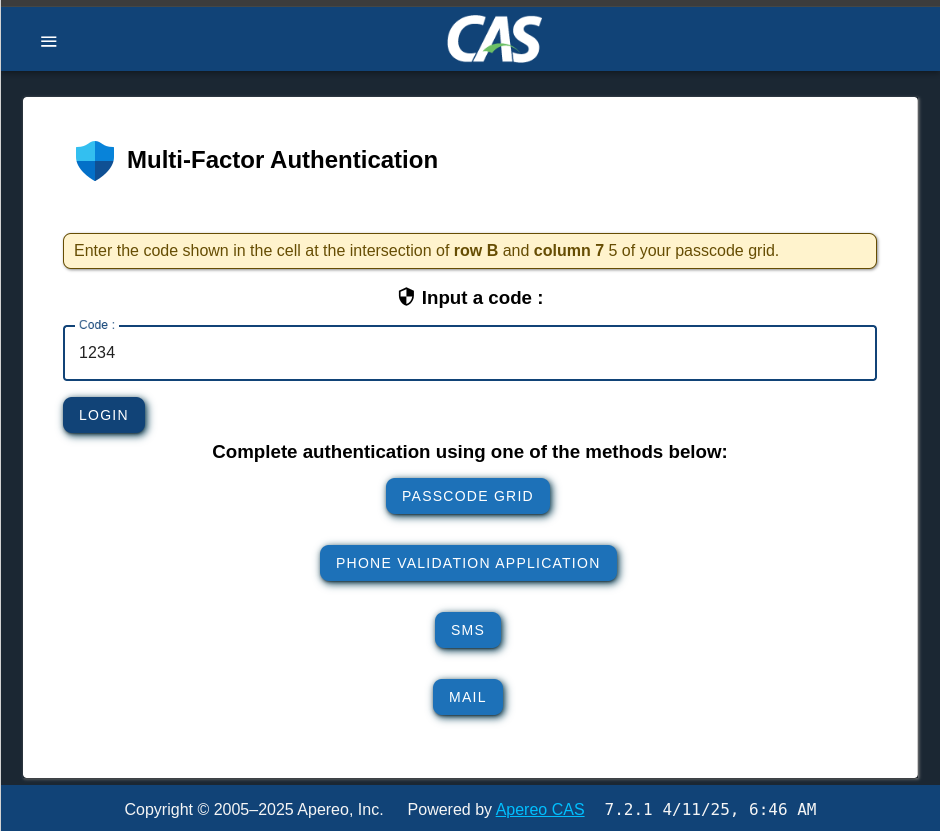 CAS
Multi-Factor Authentication
Enter the code shown in the cell at the intersection of row B and column 7 5 of your passcode grid.
Input a code :
Code :
1234
LOGIN
Complete authentication using one of the methods below:
PASSCODE GRID
PHONE VALIDATION APPLICATION
SMS
MAIL
Copyright © 2005–2025 Apereo, Inc. Powered by Apereo CAS 7.2.1 4/11/25, 6:46 AM